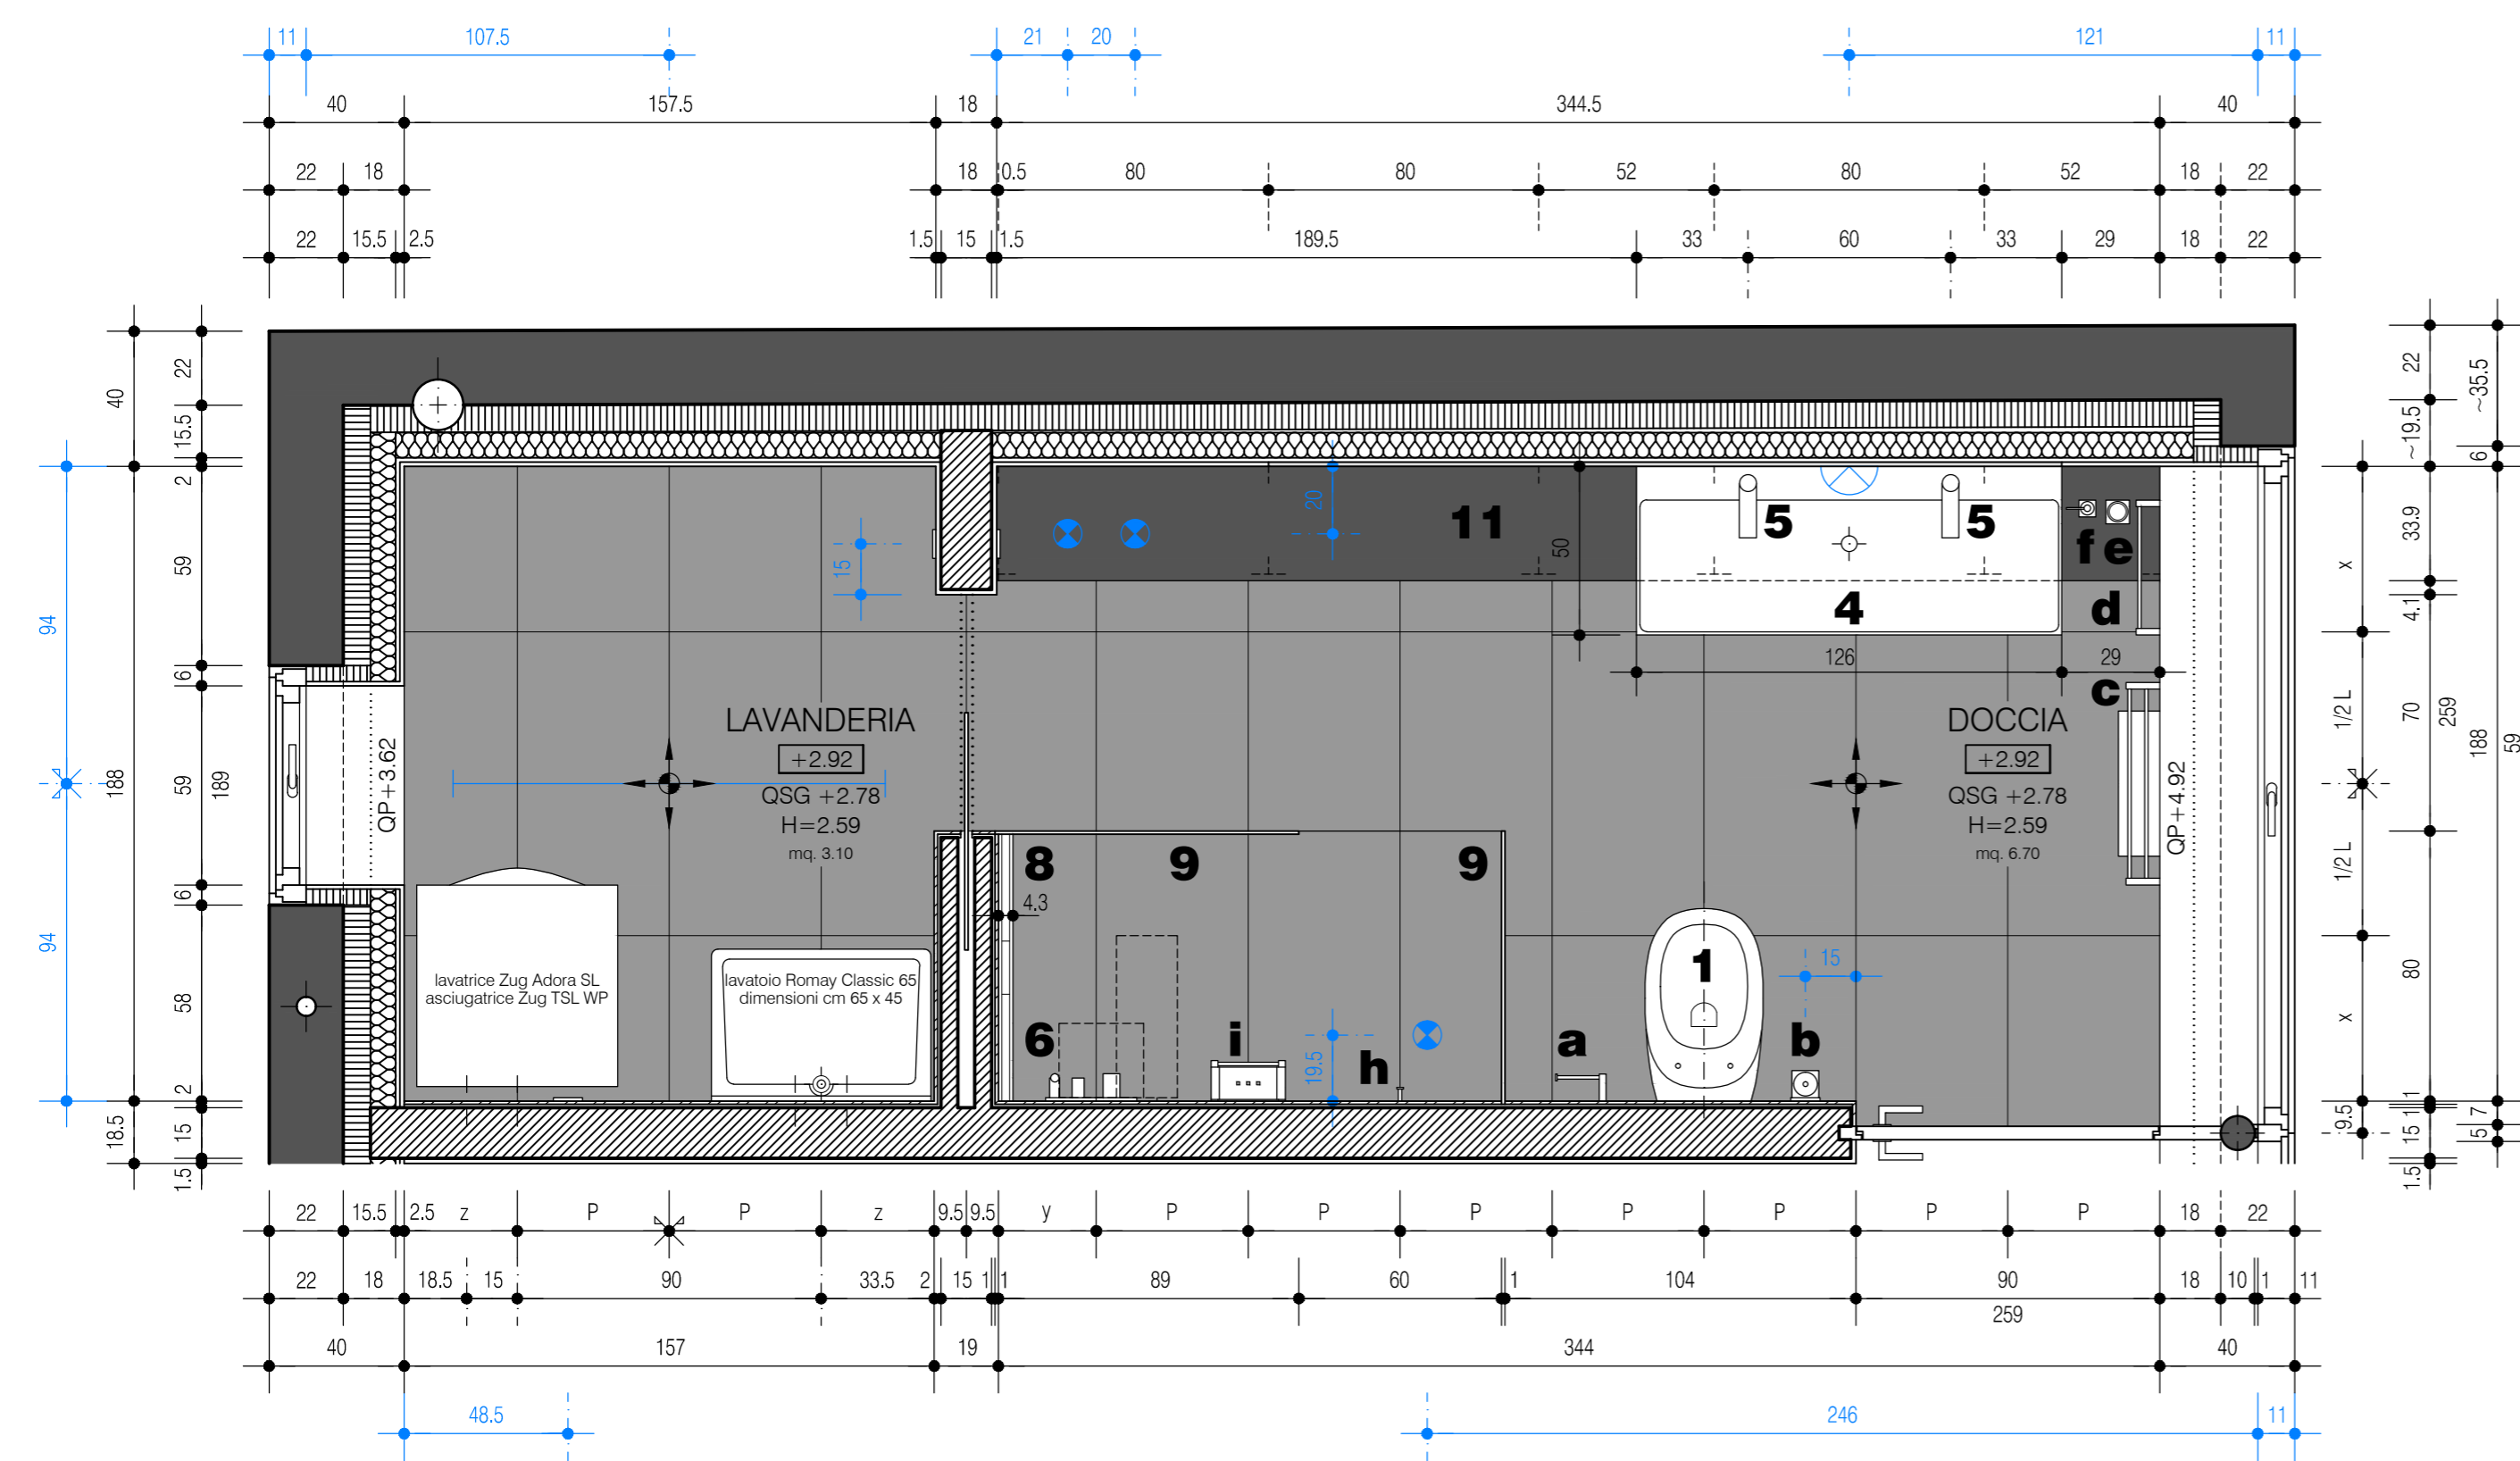 11 107.5 21 20 121 11
40 157.5 18 344.5 40
22 18 18 0.5 80 80 52 80 52 18 22
22 15.5 2.5 1.5 15 1.5 189.5 33 60 33 29 18 22
40
22
15.5
2
59
6
59
189
6
58
2
15
1.5
188
18.5
94
94
20
15
50
11
5
5
f e
4
d
126 29
c
LAVANDERIA
+2.92
QSG +2.78
H=2.59
mq. 3.10
QP+3.62
DOCCIA
+2.92
QSG +2.78
H=2.59
mq. 6.70
QP+4.92
8 9 9
4.3
lavatrice Zug Adora SL
asciugatrice Zug TSL WP
lavatoio Romay Classic 65
dimensioni cm 65 x 45
1
15
6 i h a b
19.5
x
1/2 L
1/2 L
x
9.5
22
~19.5
33.9
4.1
70
259
80
1
1
15
1.5
~35.5
6
188
7
5
59
22 15.5 2.5 z P P z 9.5 9.5 y P P P P P P P 18 22
22 18 18.5 15 90 33.5 2 15 1 1 89 60 1 104 90 18 10 1 11
259
40 157 19 344 40
48.5 246 11